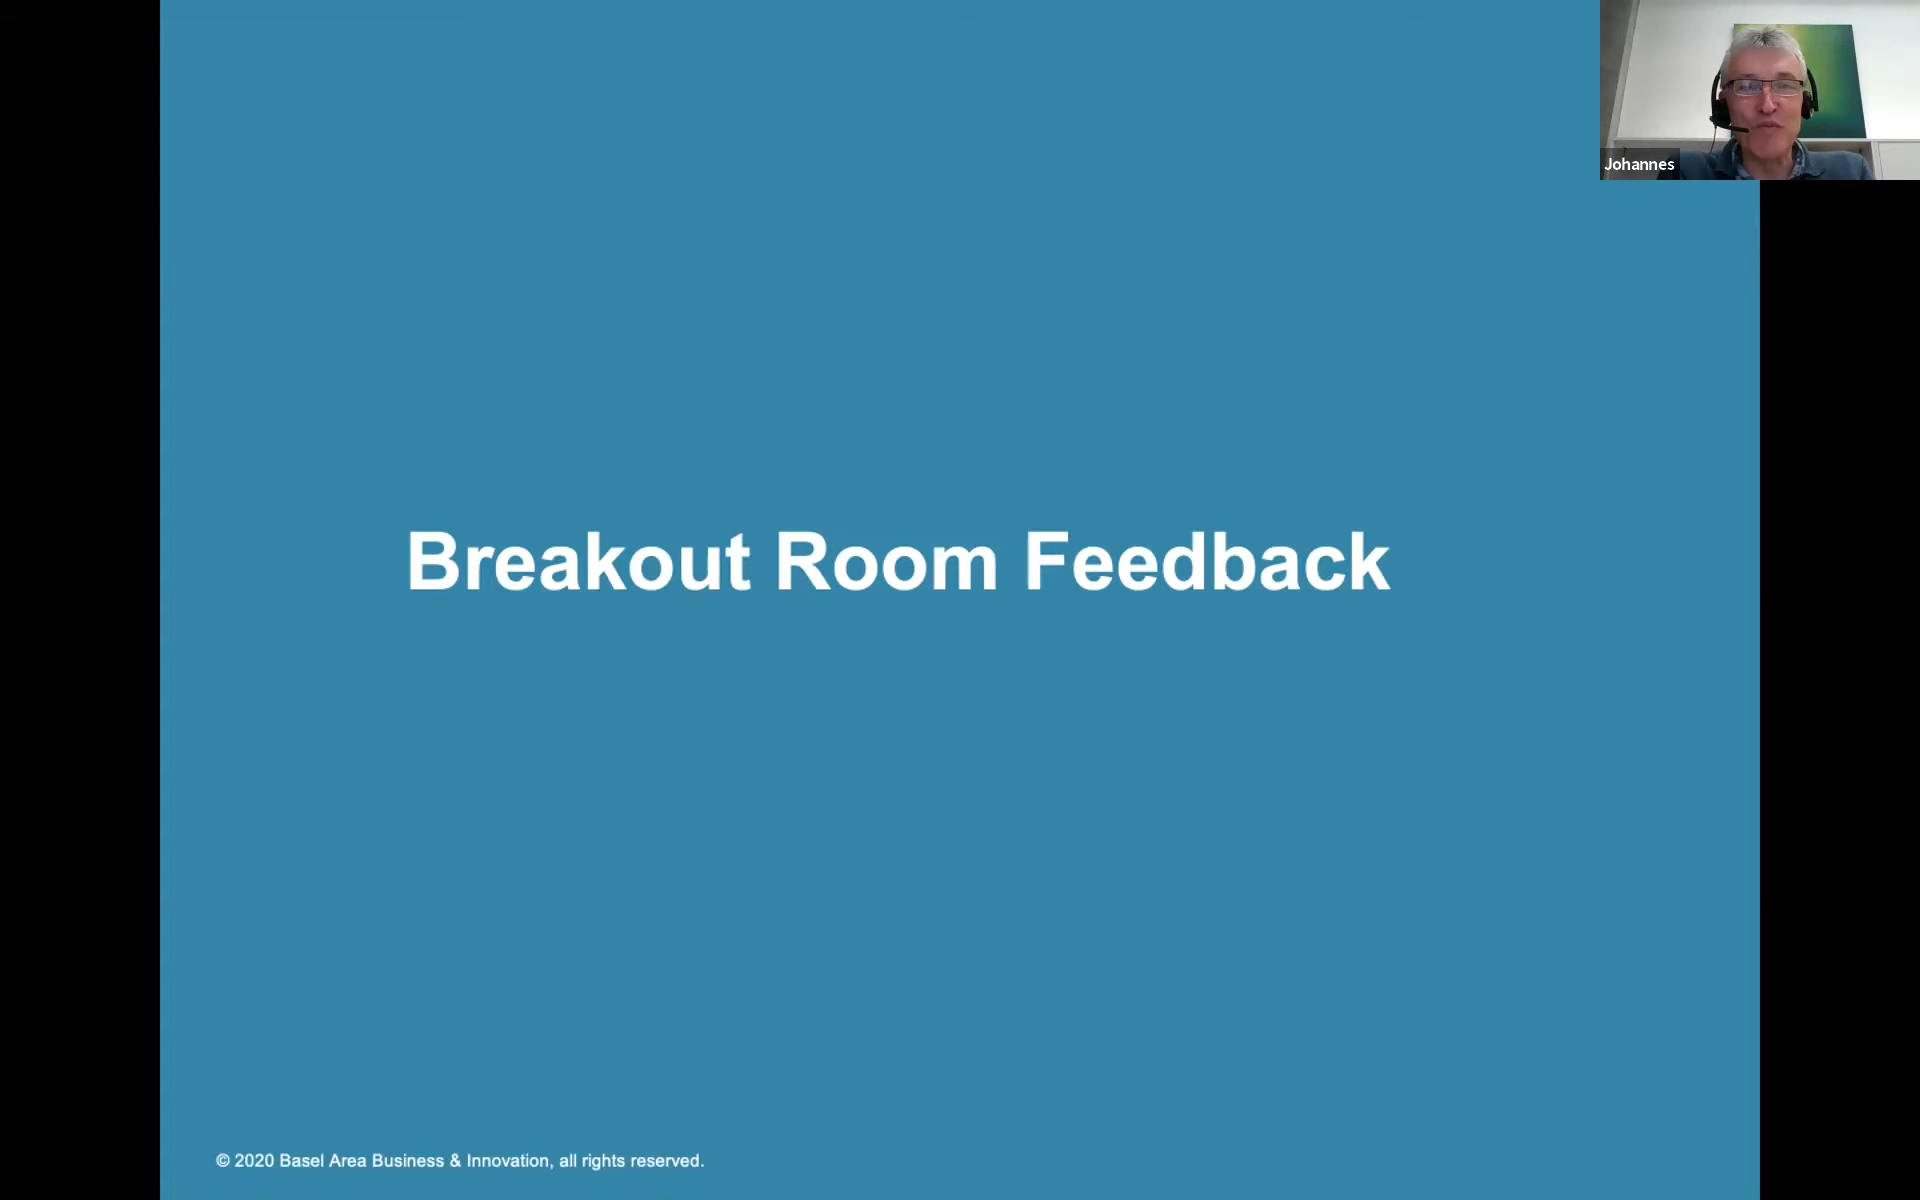 Johannes
Breakout Room Feedback
© 2020 Basel Area Business & Innovation, all rights reserved.